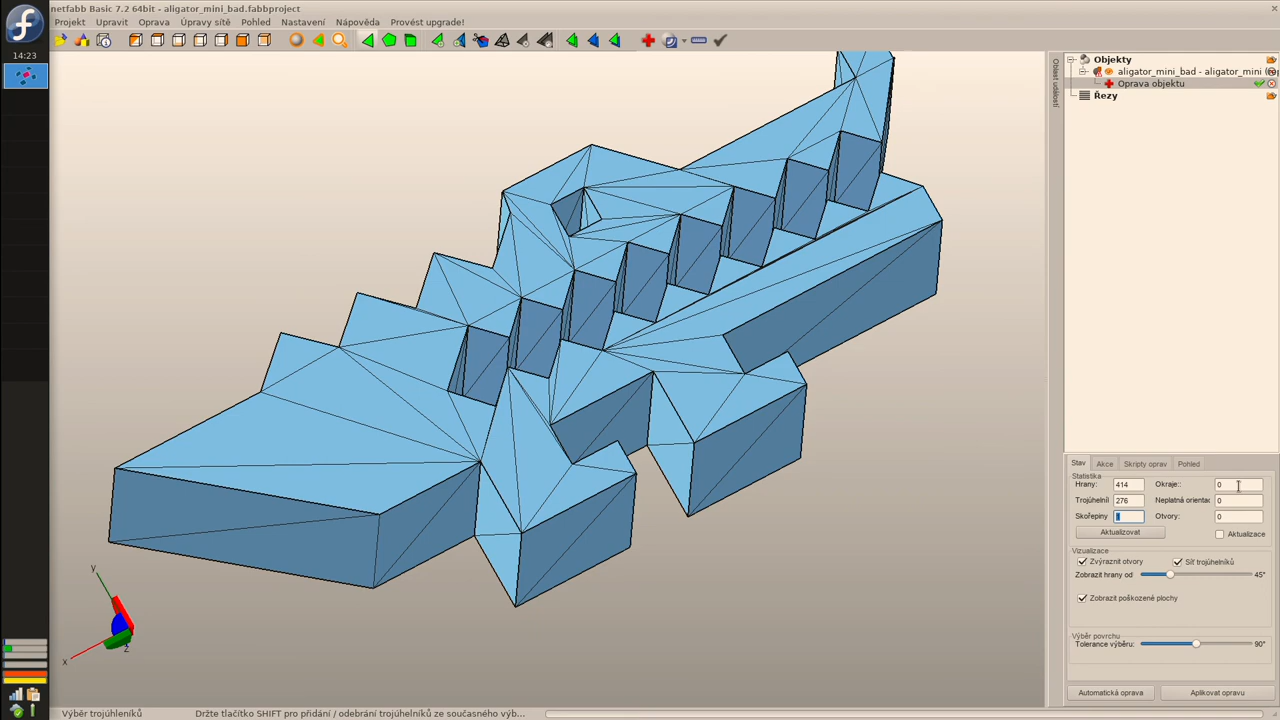 netfabb Basic 7.2 64bit - aligator_mini_bad.fabbproject
Projekt Upravit Oprava Úpravy sítě Pohled Nastavení Nápověda Provést upgrade!
14:23
Oblast událostí
Objekty
aligator_mini_bad - aligator_mini
Oprava objektu
Řezy
Stav Akce Skripty oprav Pohled
Statistika
Hrany: 414 Okraje:: 0
Trojúhelníl 276 Neplatná orientac 0
Skořepiny Otvory: 0
Aktualizovat Aktualizace
Vizualizace
Zvýraznit otvory Síť trojúhelníků
Zobrazit hrany od 45°
Zobrazit poškozené plochy
Výběr povrchu
Tolerance výběru: 90°
Automatická oprava Aplikovat opravu
y
x
z
Výběr trojúhleníků Držte tlačítko SHIFT pro přidání / odebrání trojúhelníků ze současného výb...